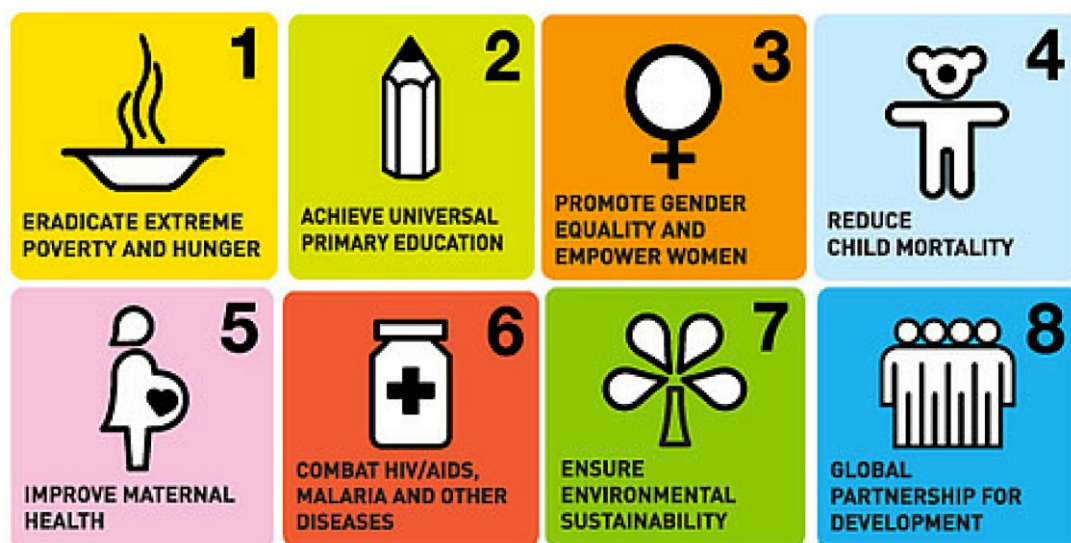 1
ERADICATE EXTREME
POVERTY AND HUNGER
2
ACHIEVE UNIVERSAL
PRIMARY EDUCATION
3
PROMOTE GENDER
EQUALITY AND
EMPOWER WOMEN
4
REDUCE
CHILD MORTALITY
5
IMPROVE MATERNAL
HEALTH
6
COMBAT HIV/AIDS,
MALARIA AND OTHER
DISEASES
7
ENSURE
ENVIRONMENTAL
SUSTAINABILITY
8
GLOBAL
PARTNERSHIP FOR
DEVELOPMENT